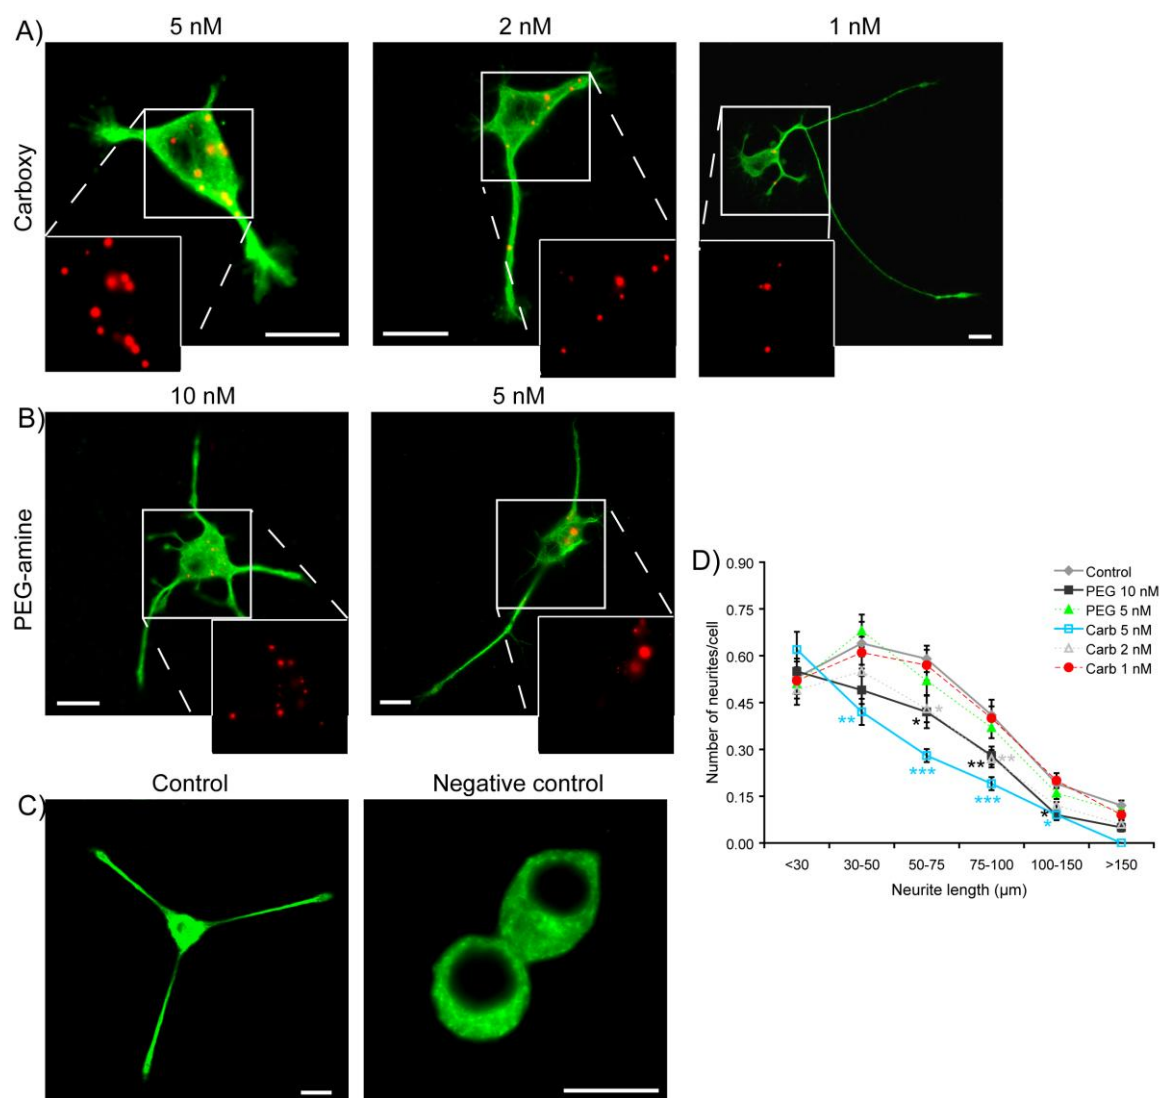 A)
5 nM
2 nM
1 nM
Carboxy
B)
10 nM
5 nM
PEG-amine
C)
Control
Negative control
D)
Number of neurites/cell
0.90
0.75
0.60
0.45
0.30
0.15
0.00
<30
30-50
50-75
75-100
100-150
>150
Neurite length (µm)
Control
PEG 10 nM
PEG 5 nM
Carb 5 nM
Carb 2 nM
Carb 1 nM
**
***
*
*
***
**
**
*
*